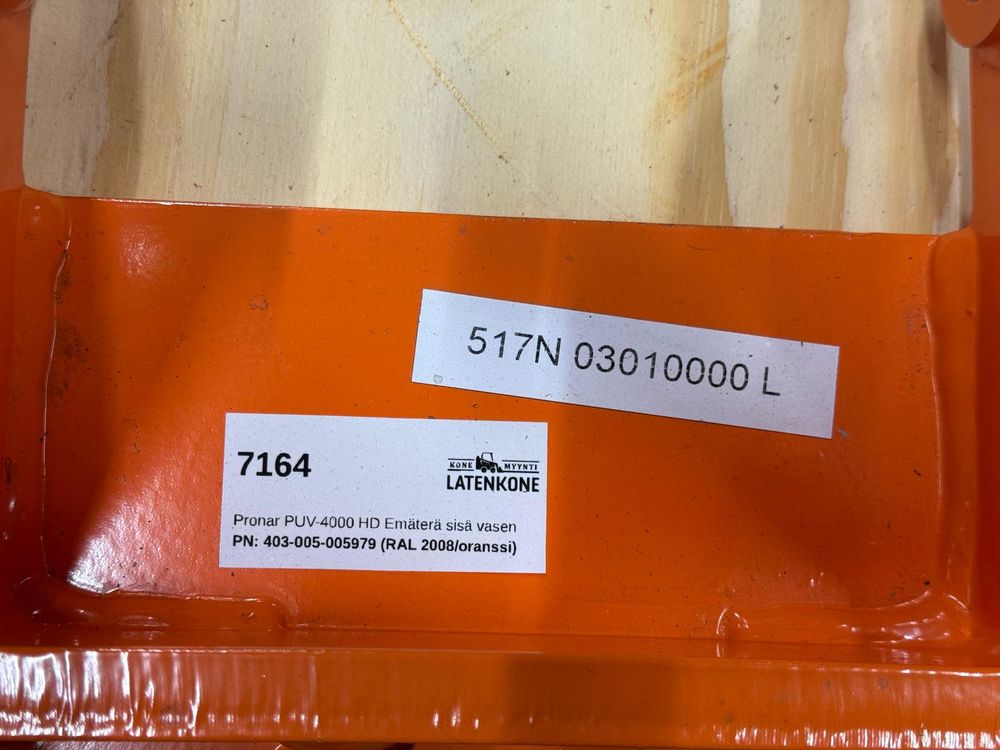 517N 03010000 L
7164
KONE MYYNTI
LATENKONE
Pronar PUV-4000 HD Emäterä sisä vasen
PN: 403-005-005979 (RAL 2008/oranssi)